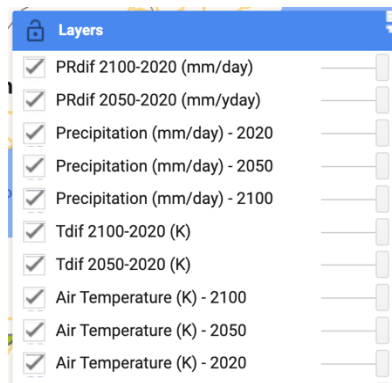 Layers
PRdif 2100-2020 (mm/day)
PRdif 2050-2020 (mm/yday)
Precipitation (mm/day) - 2020
Precipitation (mm/day) - 2050
Precipitation (mm/day) - 2100
Tdif 2100-2020 (K)
Tdif 2050-2020 (K)
Air Temperature (K) - 2100
Air Temperature (K) - 2050
Air Temperature (K) - 2020